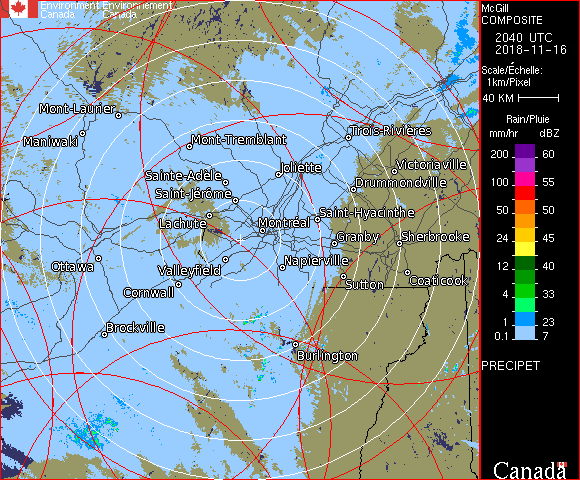 Environment Environnement
Canada Canada
McGill
COMPOSITE
2040 UTC
2018-11-16
Scale/Échelle:
1km/Pixel
40 KM
Rain/Pluie
mm/hr dBZ
200 60
100 55
50 50
24 45
12 40
4 33
1 23
0.1 7
PRECIPET
Canada
Mont-Laurier
Maniwaki
Mont-Tremblant
Trois-Rivières
Joliette
Victoriaville
Sainte-Adèle
Drummondville
Saint-Jérôme
Lachute
Saint-Hyacinthe
Montréal
Granby
Sherbrooke
Ottawa
Valleyfield
Napierville
Sutton
Coaticook
Cornwall
Brockville
Burlington